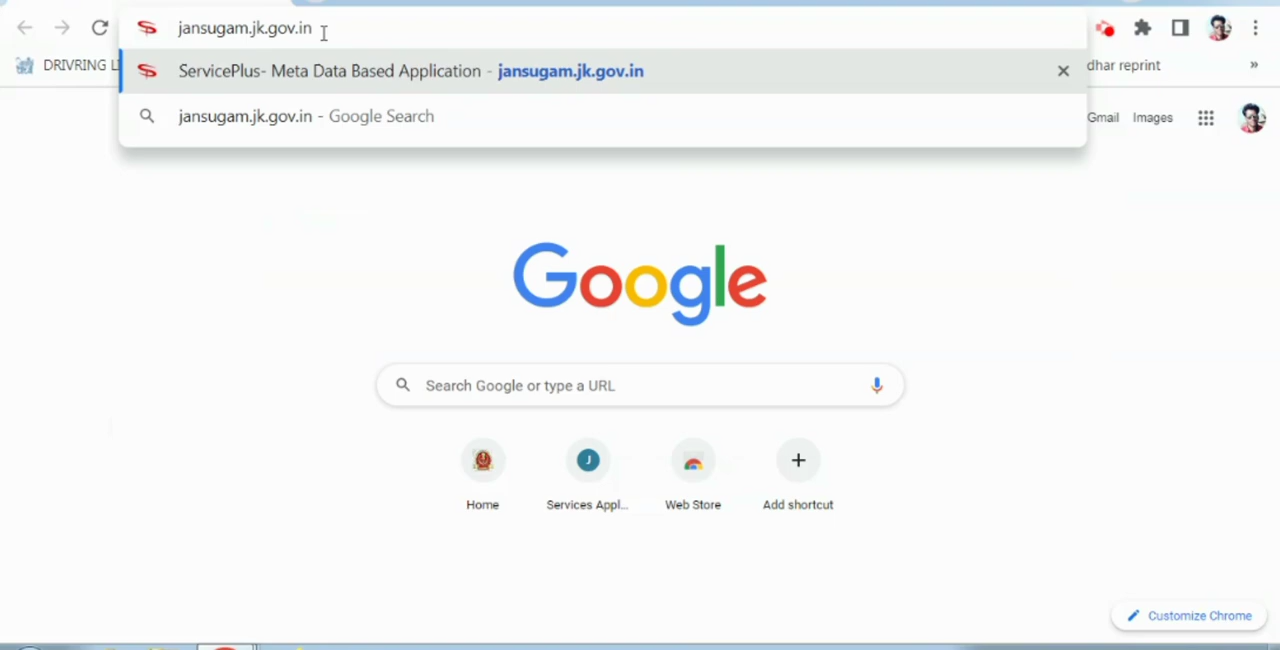 jansugam.jk.gov.in
DRIVRING L
ServicePlus- Meta Data Based Application - jansugam.jk.gov.in
dhar reprint
»
jansugam.jk.gov.in - Google Search
Gmail Images
Google
Search Google or type a URL
J
Home Services Appl... Web Store Add shortcut
Customize Chrome